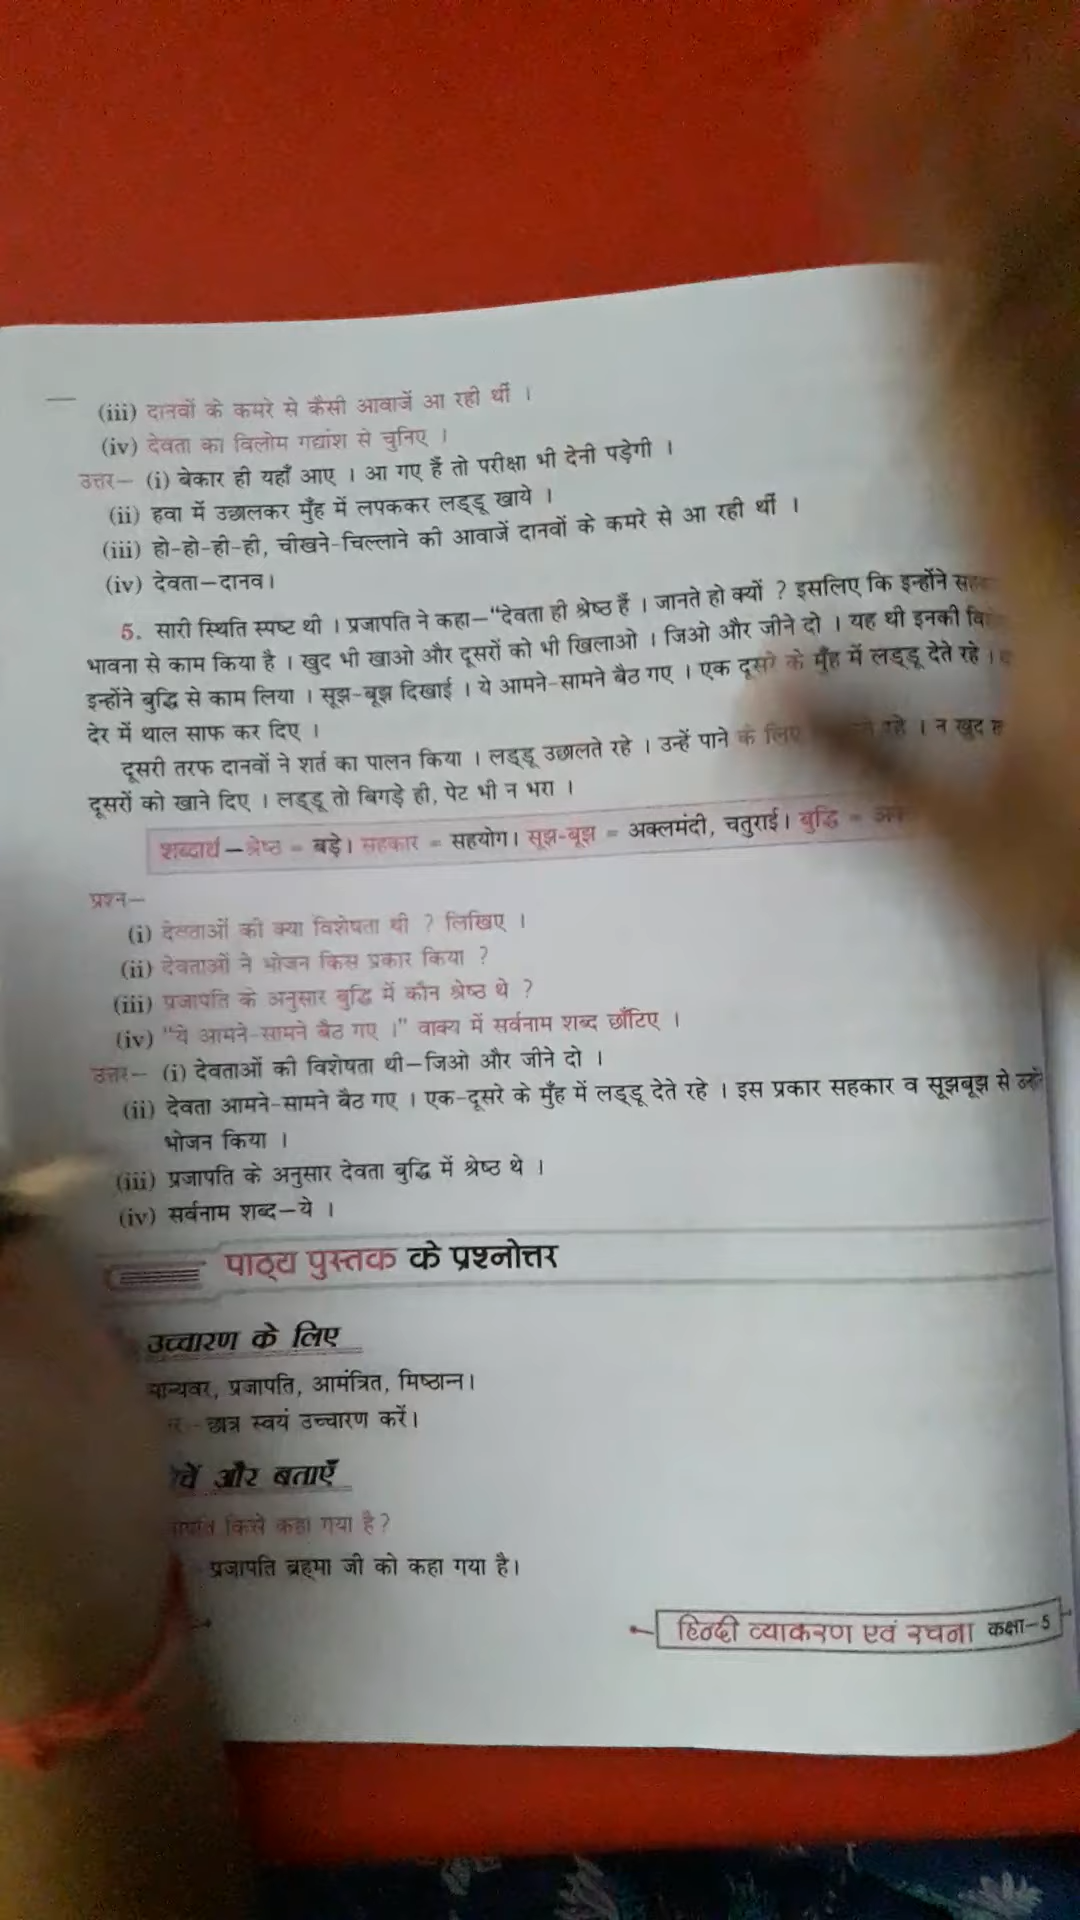 (iii) दानवों के कमरे से कैसी आवाजें आ रही थीं ।
(iv) देवता का विलोम गद्यांश से चुनिए ।
उत्तर– (i) बेकार ही यहाँ आए । आ गए हैं तो परीक्षा भी देनी पड़ेगी ।
(ii) हवा में उछालकर मुँह में लपककर लड्डू खाये ।
(iii) हो-हो-ही-ही, चीखने-चिल्लाने की आवाजें दानवों के कमरे से आ रही थीं ।
(iv) देवता–दानव।
5. सारी स्थिति स्पष्ट थी । प्रजापति ने कहा–“देवता ही श्रेष्ठ हैं । जानते हो क्यों ? इसलिए कि इन्होंने
भावना से काम किया है । खुद भी खाओ और दूसरों को भी खिलाओ । जिओ और जीने दो । यह थी इनकी
इन्होंने बुद्धि से काम लिया । सूझ-बूझ दिखाई । ये आमने-सामने बैठ गए । एक दूसरे के मुँह में लड्डू देते रहे ।
देर में थाल साफ कर दिए ।
दूसरी तरफ दानवों ने शर्त का पालन किया । लड्डू उछालते रहे । उन्हें पाने के लिए रहे । न खुद
दूसरों को खाने दिए । लड्डू तो बिगड़े ही, पेट भी न भरा ।
शब्दार्थ–श्रेष्ठ = बड़े। सहकार = सहयोग। सूझ-बूझ = अक्लमंदी, चतुराई। बुद्धि =
प्रश्न–
(i) देवताओं की क्या विशेषता थी ? लिखिए ।
(ii) देवताओं ने भोजन किस प्रकार किया ?
(iii) प्रजापति के अनुसार बुद्धि में कौन श्रेष्ठ थे ?
(iv) “ये आमने-सामने बैठ गए ।” वाक्य में सर्वनाम शब्द छाँटिए ।
उत्तर– (i) देवताओं की विशेषता थी–जिओ और जीने दो ।
(ii) देवता आमने-सामने बैठ गए । एक-दूसरे के मुँह में लड्डू देते रहे । इस प्रकार सहकार व सूझबूझ से उन्होंने
भोजन किया ।
(iii) प्रजापति के अनुसार देवता बुद्धि में श्रेष्ठ थे ।
(iv) सर्वनाम शब्द–ये ।
पाठ्य पुस्तक के प्रश्नोत्तर
उच्चारण के लिए
मान्यवर, प्रजापति, आमंत्रित, मिष्ठान्न।
छात्र स्वयं उच्चारण करें।
और बताएँ
किसे कहा गया है?
प्रजापति ब्रह्मा जी को कहा गया है।
हिन्दी व्याकरण एवं रचना कक्षा–5